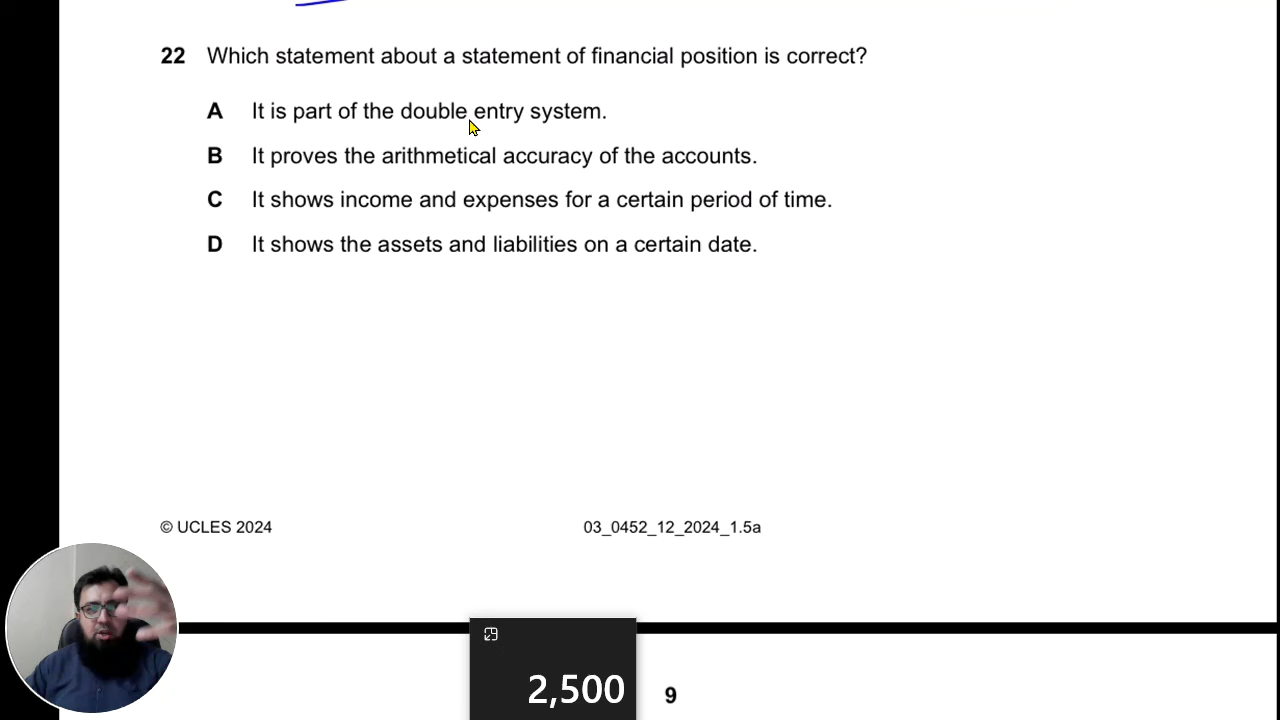 22 Which statement about a statement of financial position is correct?
A It is part of the double entry system.
B It proves the arithmetical accuracy of the accounts.
C It shows income and expenses for a certain period of time.
D It shows the assets and liabilities on a certain date.
© UCLES 2024 03_0452_12_2024_1.5a
2,500
9